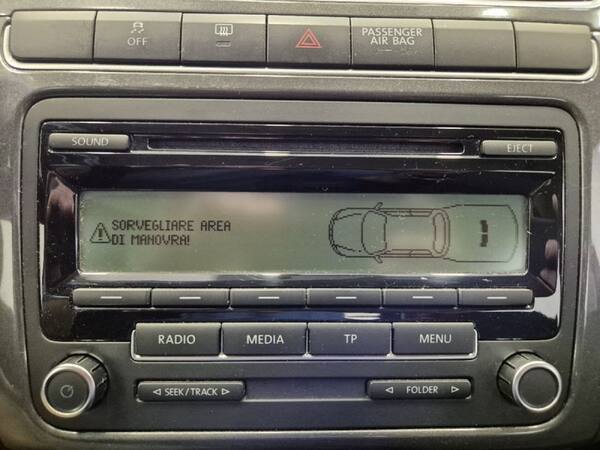 OFF
PASSENGER
AIR BAG
SOUND
EJECT
SORVEGLIARE AREA
DI MANOVRA!
RADIO
MEDIA
TP
MENU
SEEK/TRACK
FOLDER